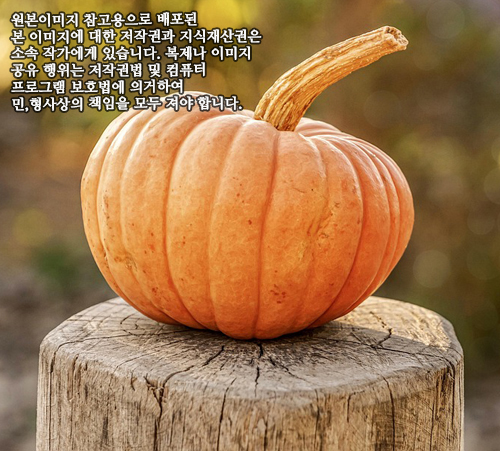 원본이미지 참고용으로 배포된
본 이미지에 대한 저작권과 지식재산권은
소속 작가에게 있습니다. 복제나 이미지
공유 행위는 저작권법 및 컴퓨터
프로그램 보호법에 의거하여
민,형사상의 책임을 모두 져야 합니다.